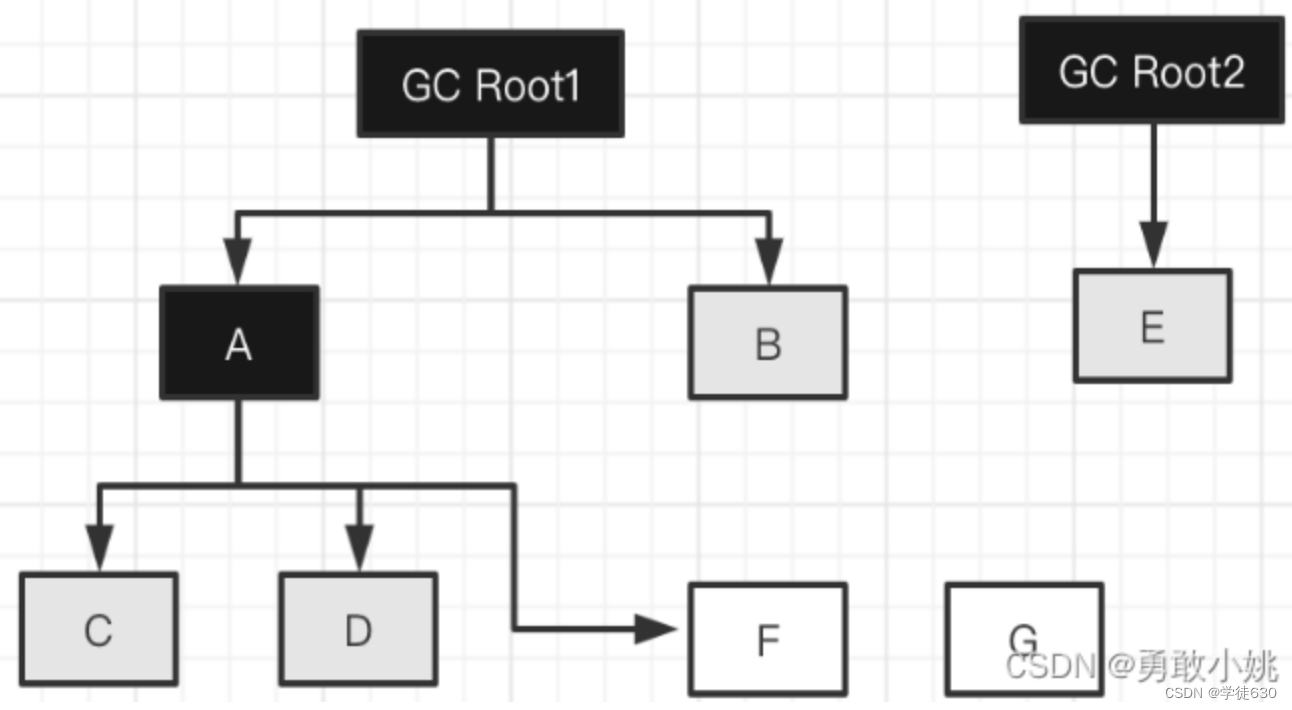 GC Root1
GC Root2
A
B
E
C
D
F
G
CSDN @勇敢小姚
CSDN @学徒630